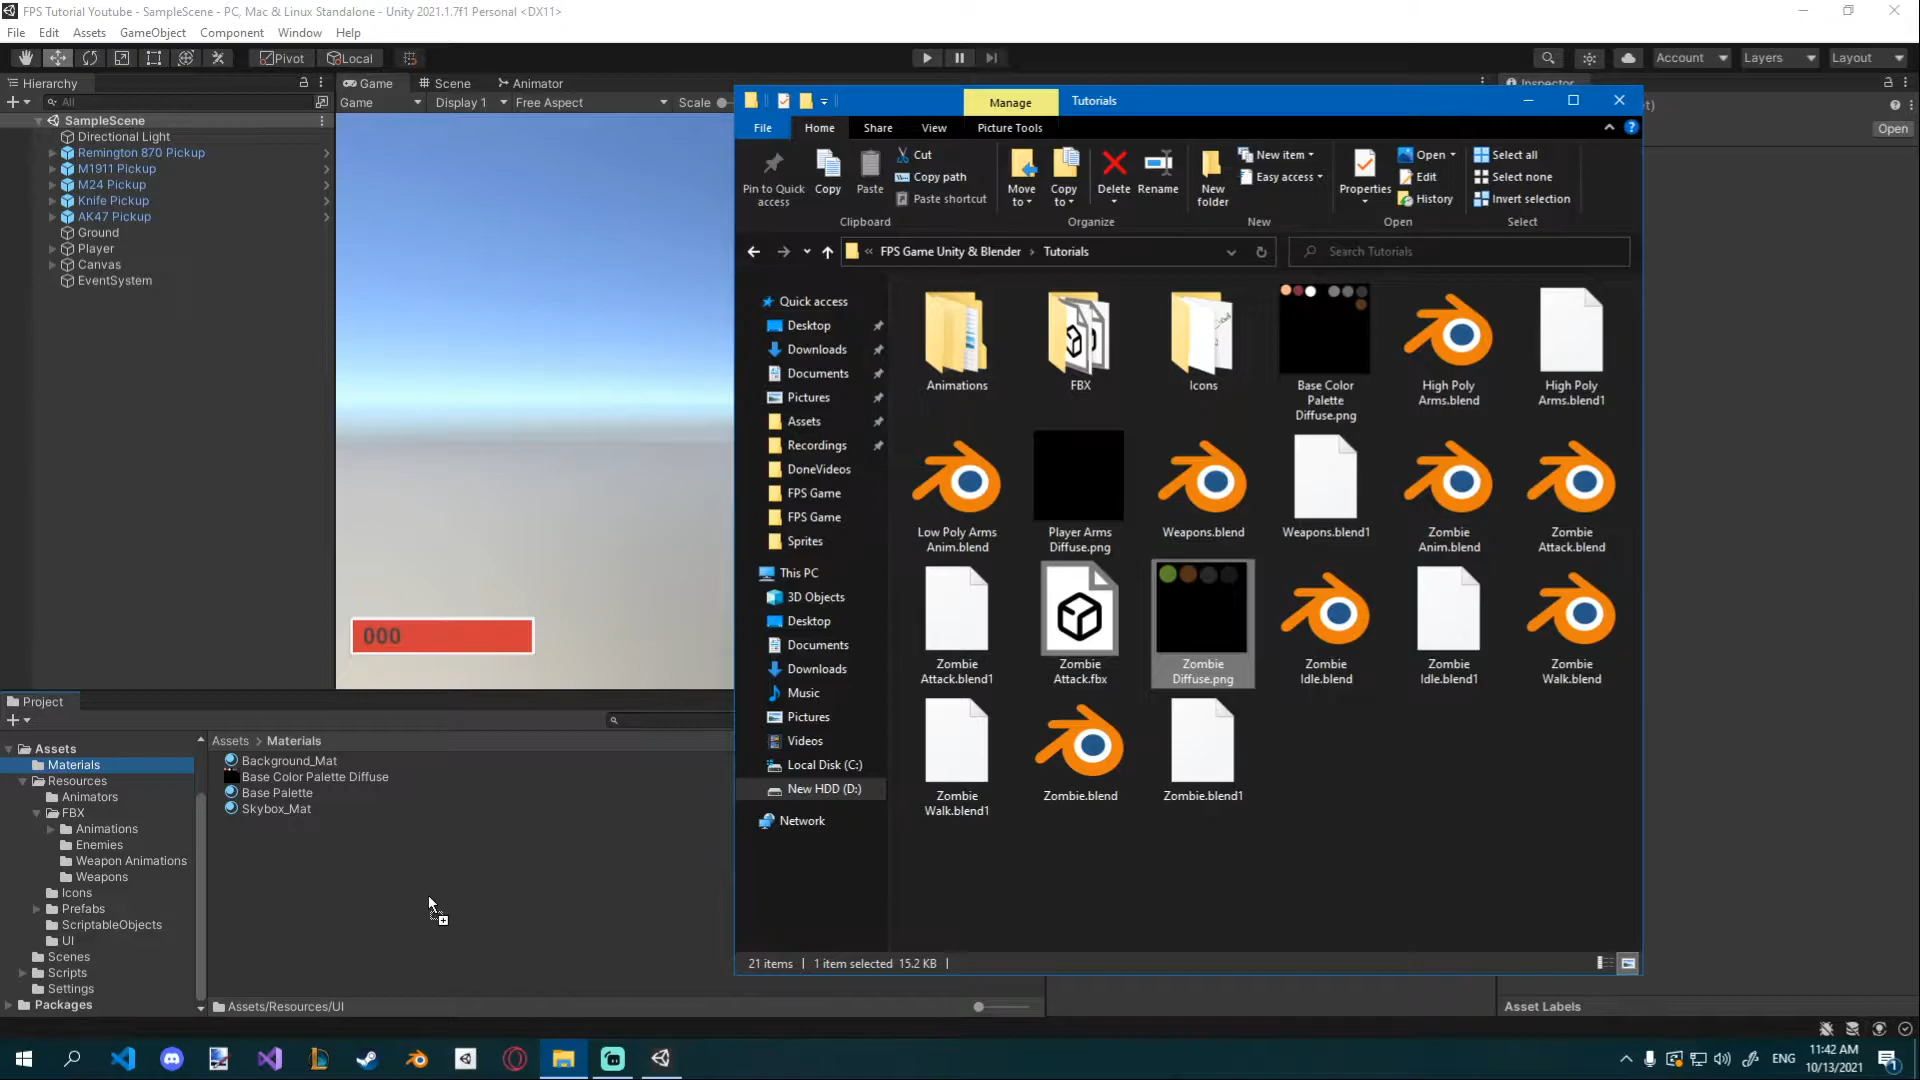 FPS Tutorial Youtube - SampleScene - PC, Mac & Linux Standalone - Unity 2021.1.7f1 Personal <DX11>
File Edit Assets GameObject Component Window Help
Pivot Local Account Layers Layout
Hierarchy
All
SampleScene
Directional Light
Remington 870 Pickup
M1911 Pickup
M24 Pickup
Knife Pickup
AK47 Pickup
Ground
Player
Canvas
EventSystem
Game Scene Animator
Game Display 1 Free Aspect Scale
000
Inspector
Open
Manage Tutorials
File Home Share View Picture Tools
Pin to Quick access
Copy
Paste
Cut
Copy path
Paste shortcut
Clipboard
Move to
Copy to
Delete
Rename
Organize
New folder
New item
Easy access
New
Properties
Open
Edit
History
Open
Select all
Select none
Invert selection
Select
« FPS Game Unity & Blender › Tutorials
Search Tutorials
Quick access
Desktop
Downloads
Documents
Pictures
Assets
Recordings
DoneVideos
FPS Game
FPS Game
Sprites
This PC
3D Objects
Desktop
Documents
Downloads
Music
Pictures
Videos
Local Disk (C:)
New HDD (D:)
Network
Animations
FBX
Icons
Base Color Palette Diffuse.png
High Poly Arms.blend
High Poly Arms.blend1
Low Poly Arms Anim.blend
Player Arms Diffuse.png
Weapons.blend
Weapons.blend1
Zombie Anim.blend
Zombie Attack.blend
Zombie Attack.blend1
Zombie Attack.fbx
Zombie Diffuse.png
Zombie Idle.blend
Zombie Idle.blend1
Zombie Walk.blend
Zombie Walk.blend1
Zombie.blend
Zombie.blend1
21 items 1 item selected 15.2 KB
Project
Assets
Materials
Resources
Animators
FBX
Animations
Enemies
Weapon Animations
Weapons
Icons
Prefabs
ScriptableObjects
UI
Scenes
Scripts
Settings
Packages
Assets > Materials
Background_Mat
Base Color Palette Diffuse
Base Palette
Skybox_Mat
Assets/Resources/UI
Asset Labels
ENG
11:42 AM
10/13/2021
1